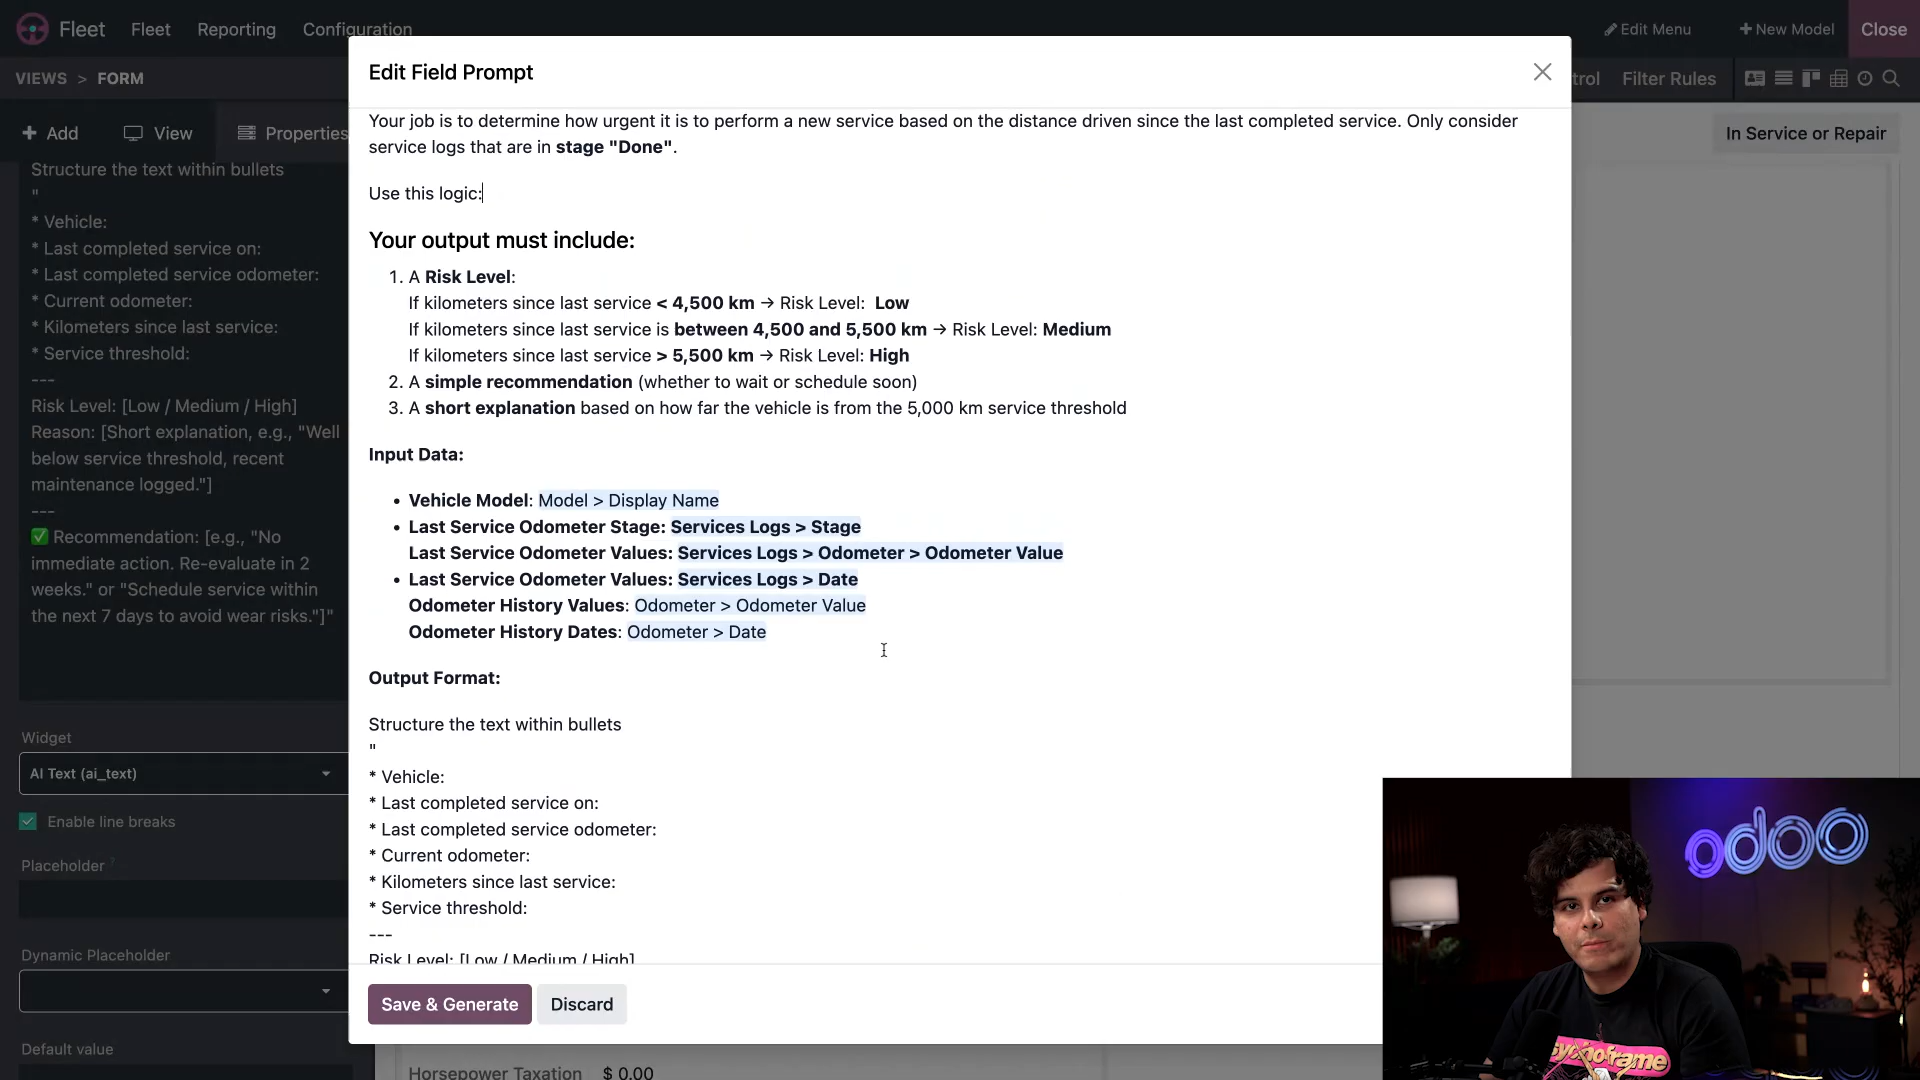 Fleet
Fleet
Reporting
Configuration
Edit Menu
New Model
Close
VIEWS > FORM
trol
Filter Rules
Add
View
Properties
In Service or Repair
Structure the text within bullets
"
* Vehicle:
* Last completed service on:
* Last completed service odometer:
* Current odometer:
* Kilometers since last service:
* Service threshold:
---
Risk Level: [Low / Medium / High]
Reason: [Short explanation, e.g., "Well
below service threshold, recent
maintenance logged."]
---
✅ Recommendation: [e.g., "No
immediate action. Re-evaluate in 2
weeks." or "Schedule service within
the next 7 days to avoid wear risks."]"
Widget
AI Text (ai_text)
Enable line breaks
Placeholder ?
Dynamic Placeholder
Default value
Edit Field Prompt
Your job is to determine how urgent it is to perform a new service based on the distance driven since the last completed service. Only consider
service logs that are in stage "Done".
Use this logic:
Your output must include:
1. A Risk Level:
If kilometers since last service < 4,500 km → Risk Level: Low
If kilometers since last service is between 4,500 and 5,500 km → Risk Level: Medium
If kilometers since last service > 5,500 km → Risk Level: High
2. A simple recommendation (whether to wait or schedule soon)
3. A short explanation based on how far the vehicle is from the 5,000 km service threshold
Input Data:
• Vehicle Model: Model > Display Name
• Last Service Odometer Stage: Services Logs > Stage
Last Service Odometer Values: Services Logs > Odometer > Odometer Value
• Last Service Odometer Values: Services Logs > Date
Odometer History Values: Odometer > Odometer Value
Odometer History Dates: Odometer > Date
Output Format:
Structure the text within bullets
"
* Vehicle:
* Last completed service on:
* Last completed service odometer:
* Current odometer:
* Kilometers since last service:
* Service threshold:
---
Risk Level: [Low / Medium / High]
Save & Generate
Discard
Horsepower Taxation $ 0.00
odoo
psychoframe